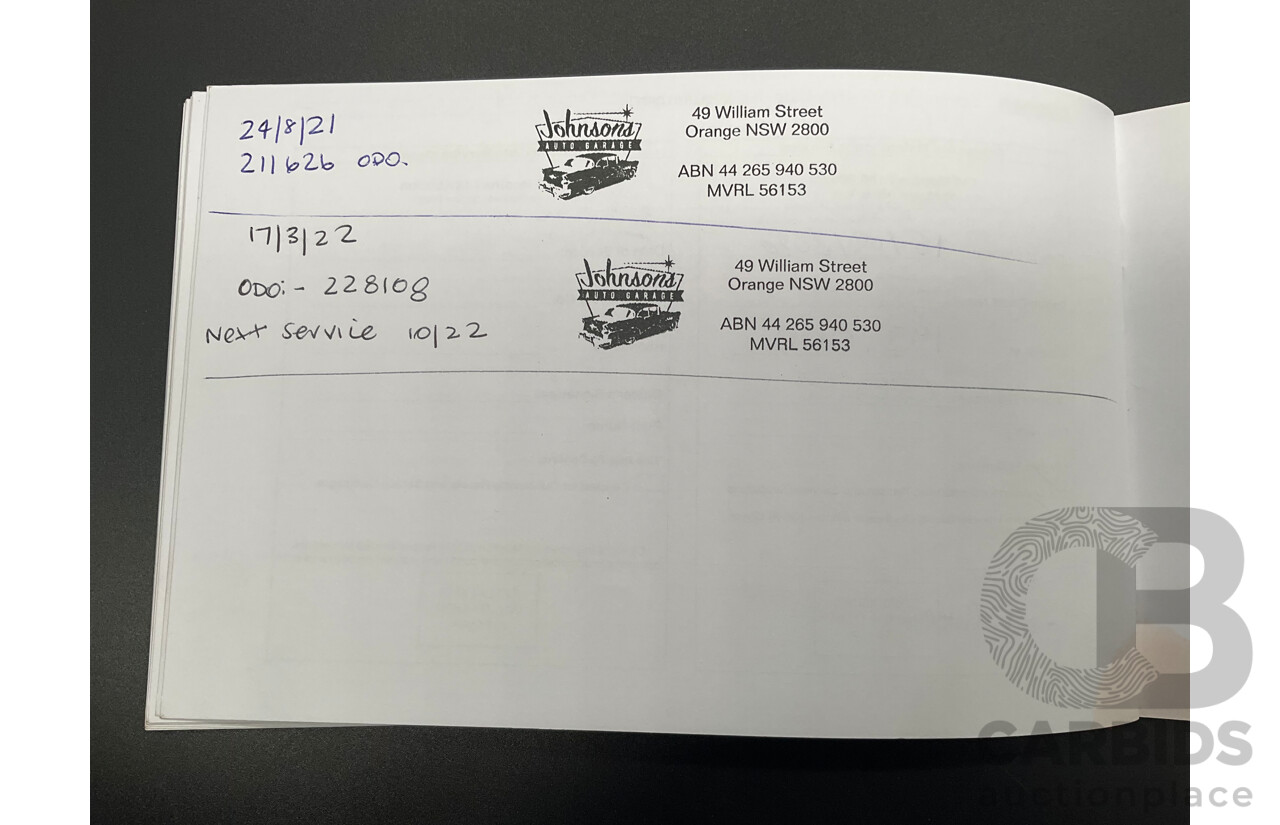 24/8/21
211626 ODO.
Johnsons
AUTO GARAGE
49 William Street
Orange NSW 2800
ABN 44 265 940 530
MVRL 56153
17/3/22
ODO:- 228108
Next Service 10/22
Johnsons
AUTO GARAGE
49 William Street
Orange NSW 2800
ABN 44 265 940 530
MVRL 56153
CB
CARBIDS
auctionplace